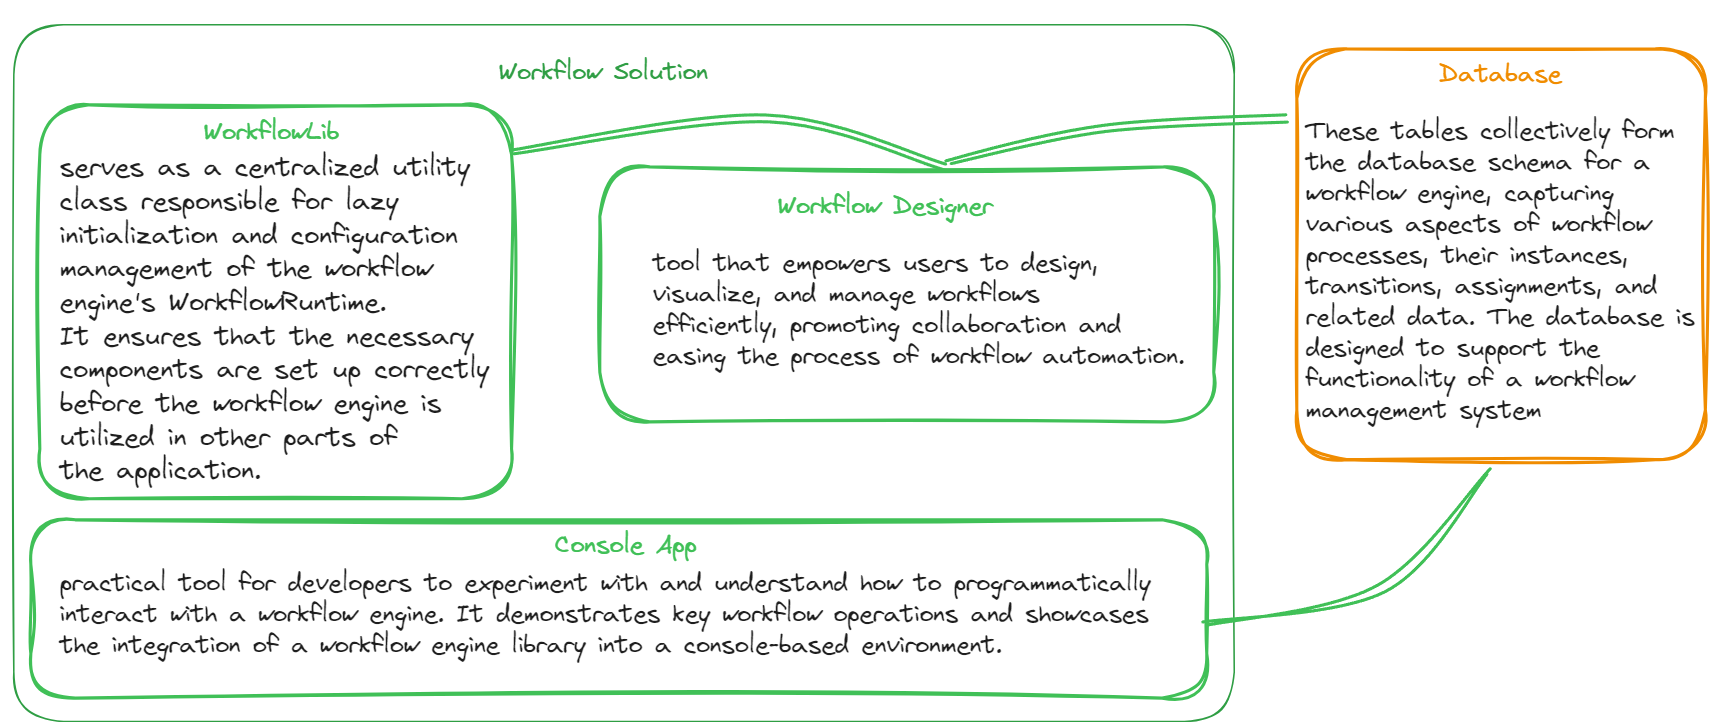 Workflow Solution
WorkflowLib
serves as a centralized utility
class responsible for lazy
initialization and configuration
management of the workflow
engine's WorkflowRuntime.
It ensures that the necessary
components are set up correctly
before the workflow engine is
utilized in other parts of
the application.
Workflow Designer
tool that empowers users to design,
visualize, and manage workflows
efficiently, promoting collaboration and
easing the process of workflow automation.
Console App
practical tool for developers to experiment with and understand how to programmatically
interact with a workflow engine. It demonstrates key workflow operations and showcases
the integration of a workflow engine library into a console-based environment.
Database
These tables collectively form
the database schema for a
workflow engine, capturing
various aspects of workflow
processes, their instances,
transitions, assignments, and
related data. The database is
designed to support the
functionality of a workflow
management system